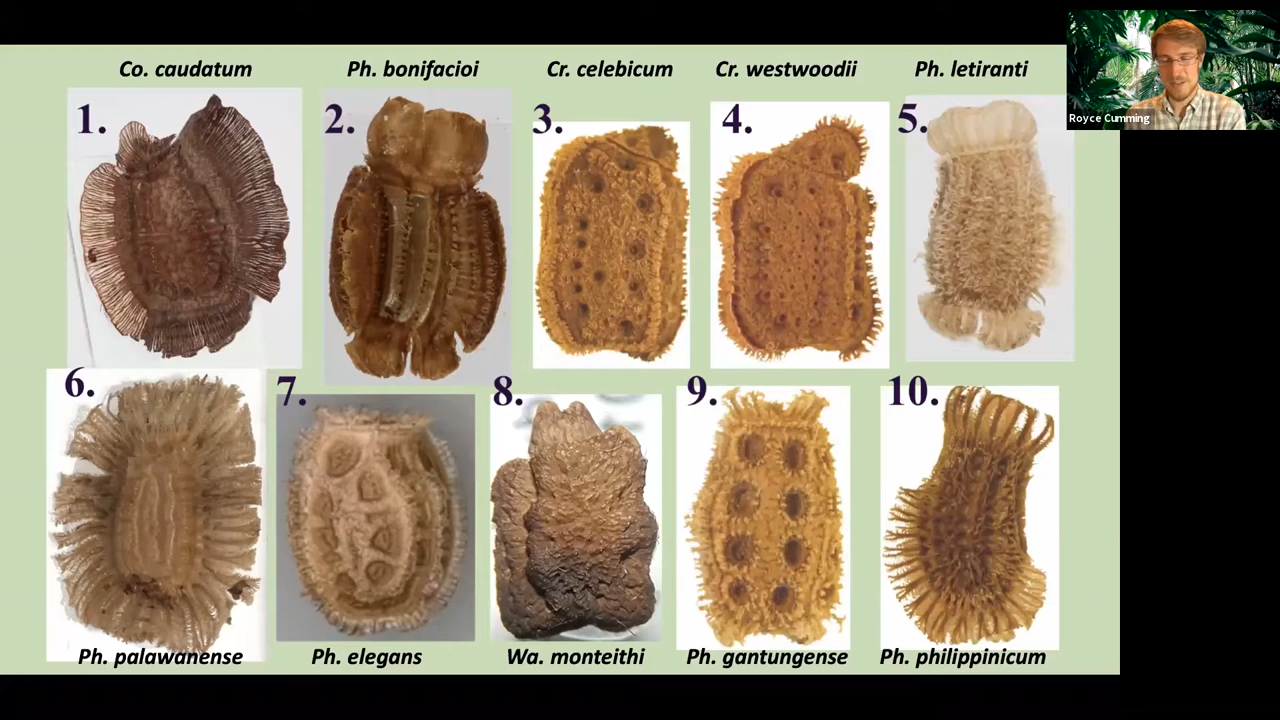 Co. caudatum
Ph. bonifacioi
Cr. celebicum
Cr. westwoodii
Ph. letiranti
Royce Cumming
1.
2.
3.
4.
5.
6.
7.
8.
9.
10.
Ph. palawanense
Ph. elegans
Wa. monteithi
Ph. gantungense
Ph. philippinicum